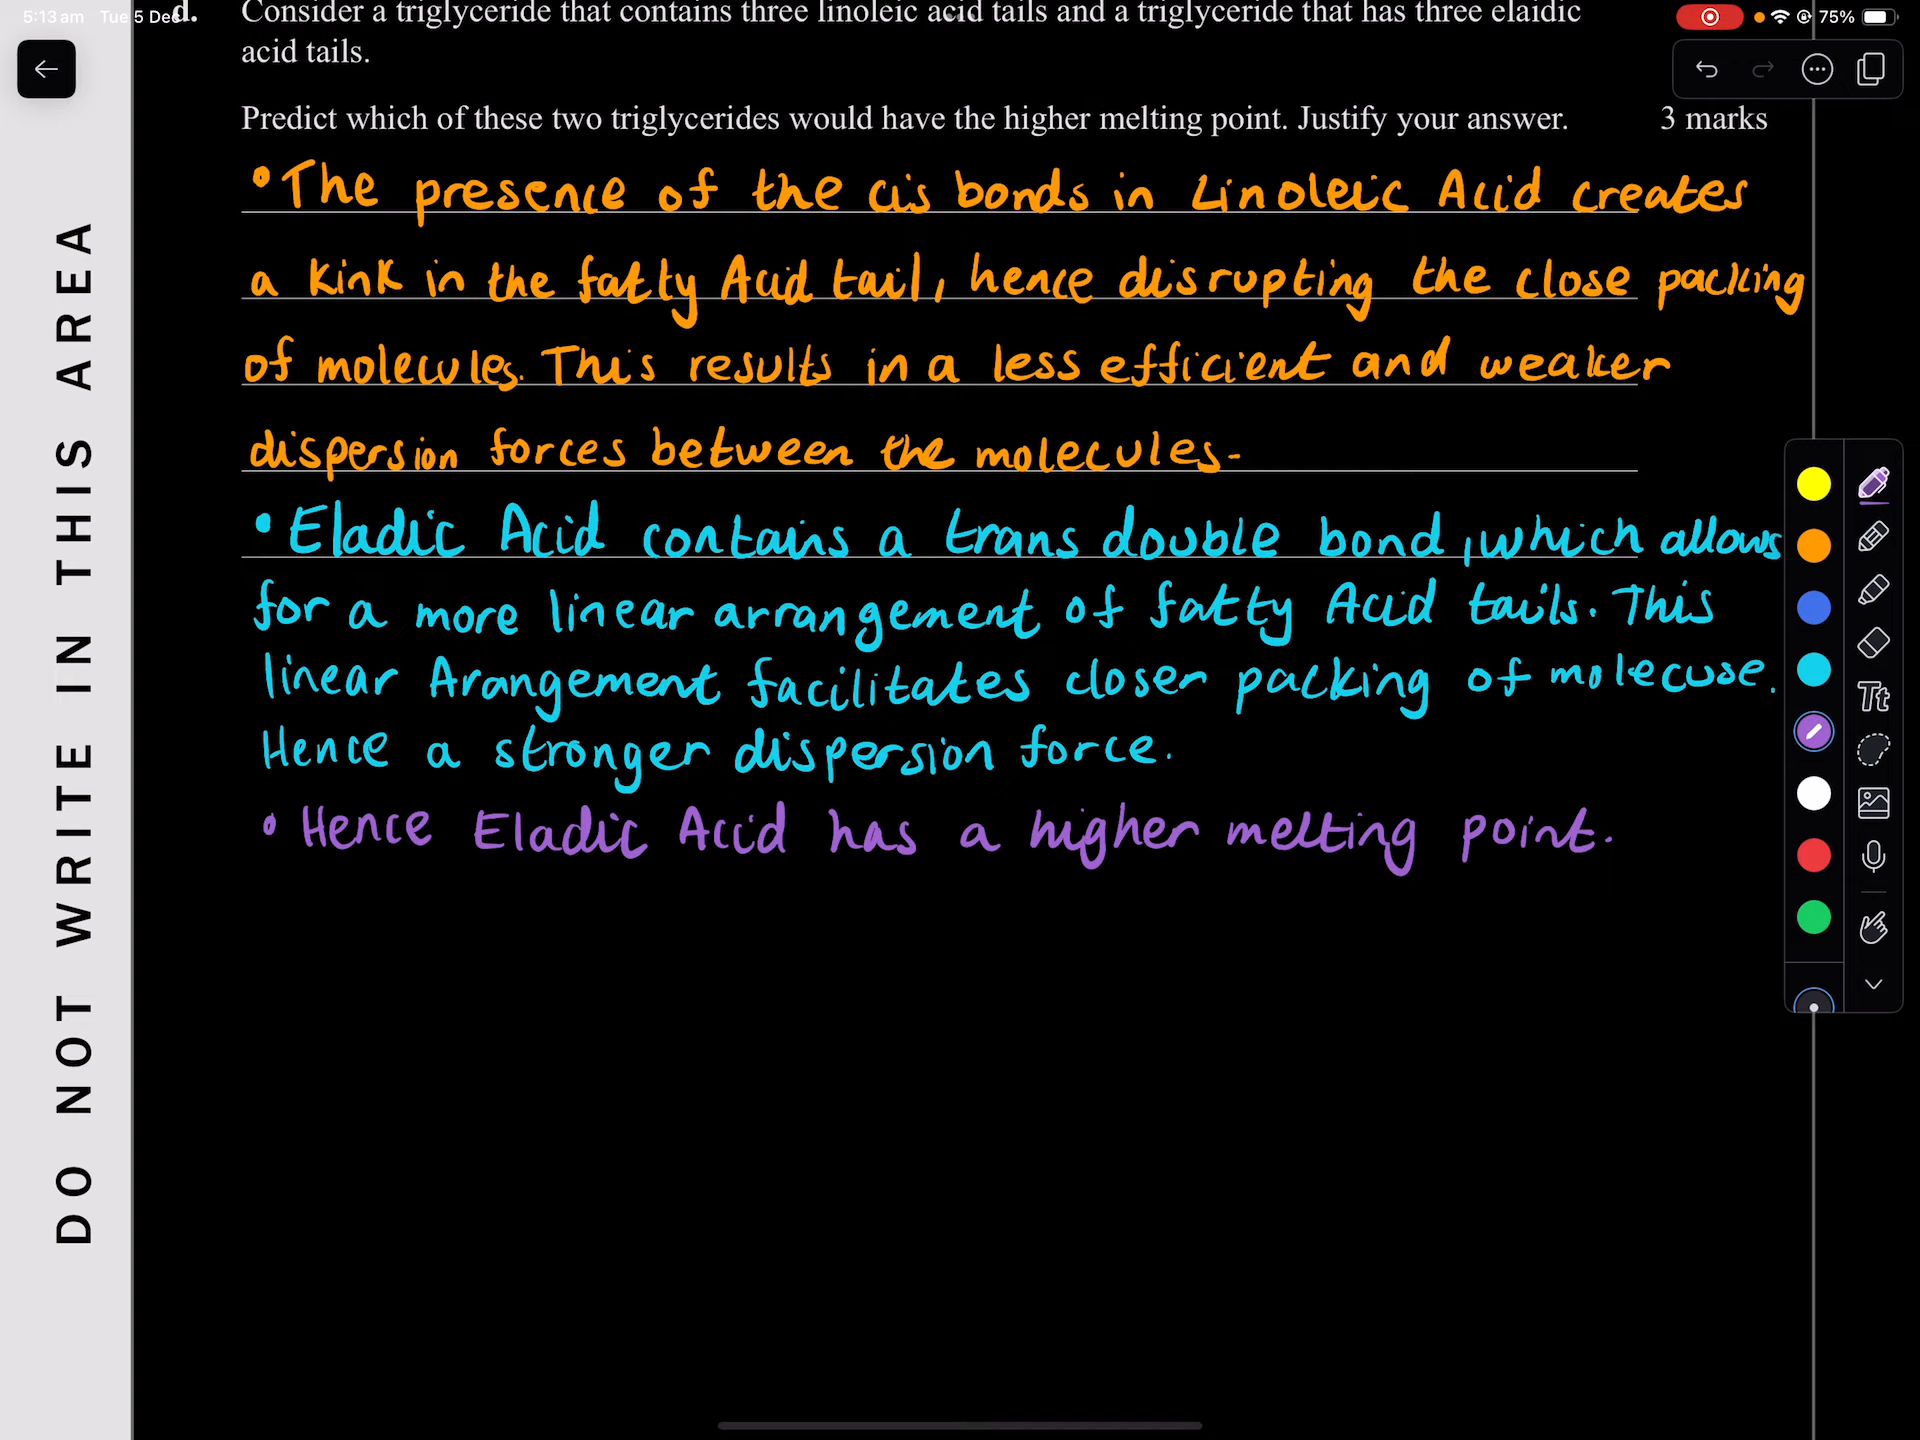 5:13 am Tue 5 Dec
75%
d. Consider a triglyceride that contains three linoleic acid tails and a triglyceride that has three elaidic
acid tails.
Predict which of these two triglycerides would have the higher melting point. Justify your answer. 3 marks
• The presence of the cis bonds in Linoleic Acid creates
a kink in the fatty Acid tail, hence disrupting the close packing
of molecules. This results in a less efficient and weaker
dispersion forces between the molecules-
• Eladic Acid contains a trans double bond, which allows
for a more linear arrangement of fatty Acid tails. This
linear Arangement facilitates closer packing of molecuse.
Hence a stronger dispersion force.
• Hence Eladic Acid has a higher melting point.
DO NOT WRITE IN THIS AREA
Tt